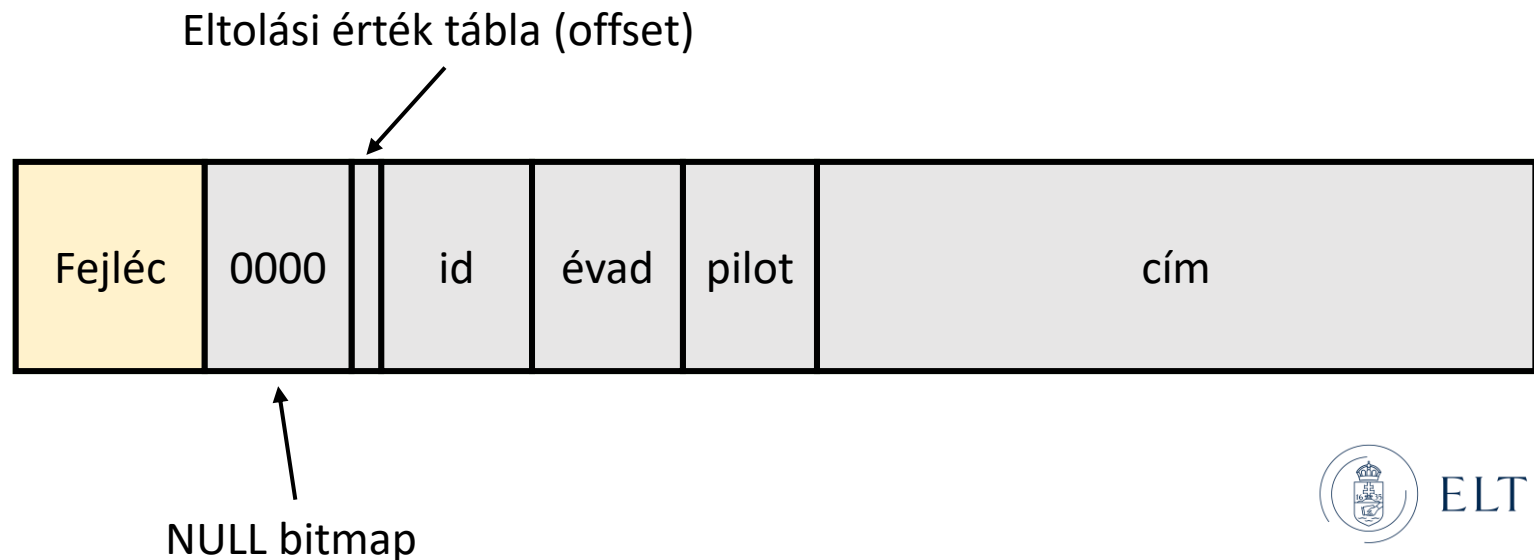 Eltolási érték tábla (offset)
Fejléc 0000 id évad pilot cím
NULL bitmap
ELT